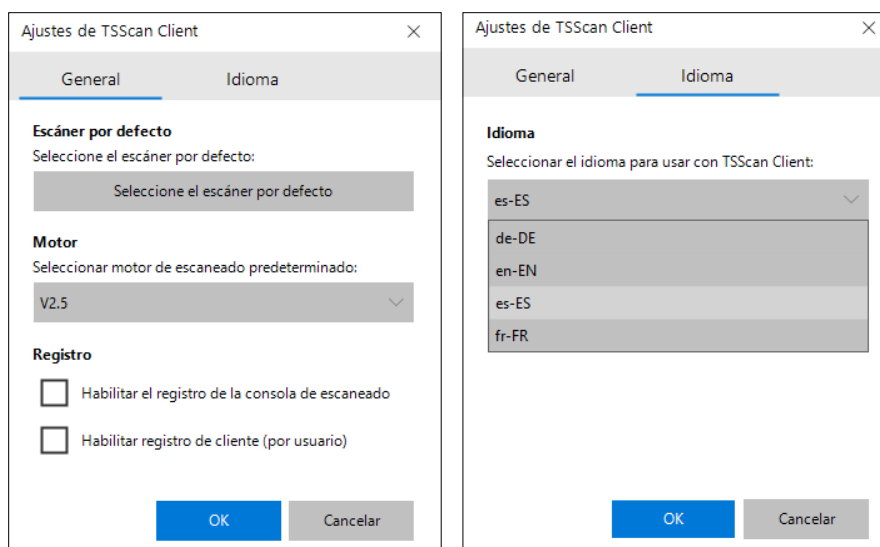 Ajustes de TSScan Client
General Idioma
Escáner por defecto
Seleccione el escáner por defecto:
Seleccione el escáner por defecto
Motor
Seleccionar motor de escaneado predeterminado:
V2.5
Registro
Habilitar el registro de la consola de escaneado
Habilitar registro de cliente (por usuario)
OK Cancelar
Ajustes de TSScan Client
General Idioma
Idioma
Seleccionar el idioma para usar con TSScan Client:
es-ES
de-DE
en-EN
es-ES
fr-FR
OK Cancelar